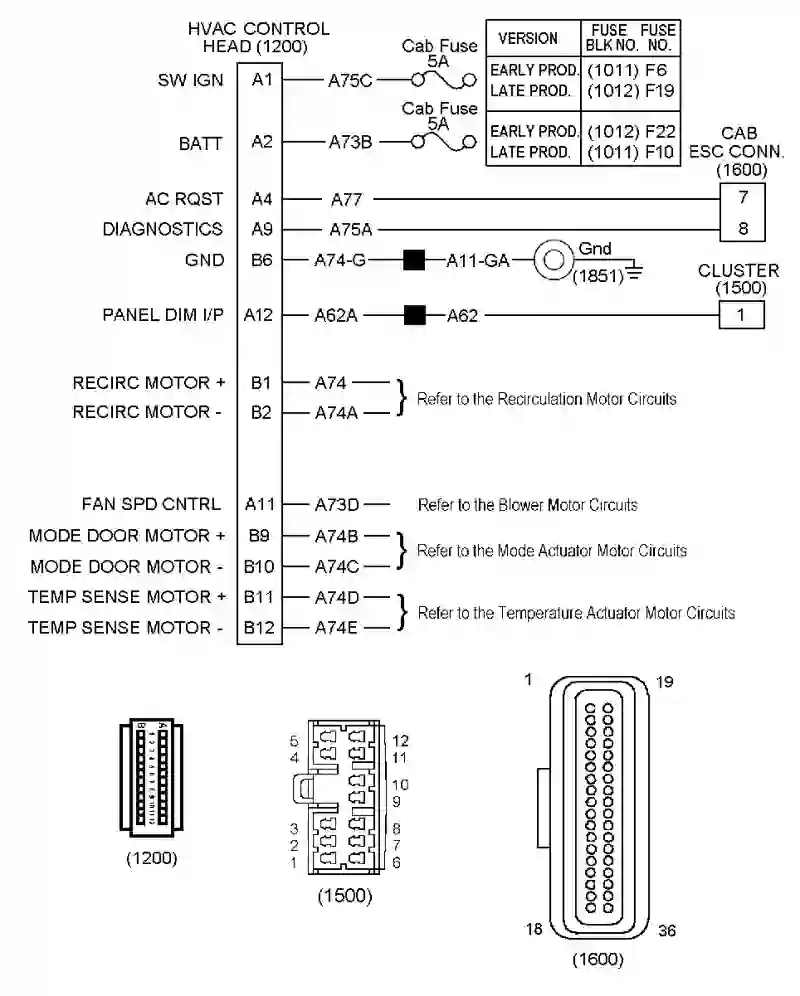 HVAC CONTROL
HEAD (1200)
Cab Fuse
5A
VERSION
FUSE BLK NO.
FUSE NO.
SW IGN A1 A75C
EARLY PROD. (1011) F6
LATE PROD. (1012) F19
Cab Fuse
5A
BATT A2 A73B
EARLY PROD. (1012) F22
LATE PROD. (1011) F10
CAB
ESC CONN.
(1600)
AC RQST A4 A77 7
DIAGNOSTICS A9 A75A 8
GND B6 A74-G A11-GA Gnd
(1851)
CLUSTER
(1500)
PANEL DIM I/P A12 A62A A62 1
RECIRC MOTOR + B1 A74
Refer to the Recirculation Motor Circuits
RECIRC MOTOR - B2 A74A
FAN SPD CNTRL A11 A73D Refer to the Blower Motor Circuits
MODE DOOR MOTOR + B9 A74B
Refer to the Mode Actuator Motor Circuits
MODE DOOR MOTOR - B10 A74C
TEMP SENSE MOTOR + B11 A74D
Refer to the Temperature Actuator Motor Circuits
TEMP SENSE MOTOR - B12 A74E
B A
(1200)
5 12
4 11
10
9
3 8
2 7
1 6
(1500)
1 19
18 36
(1600)